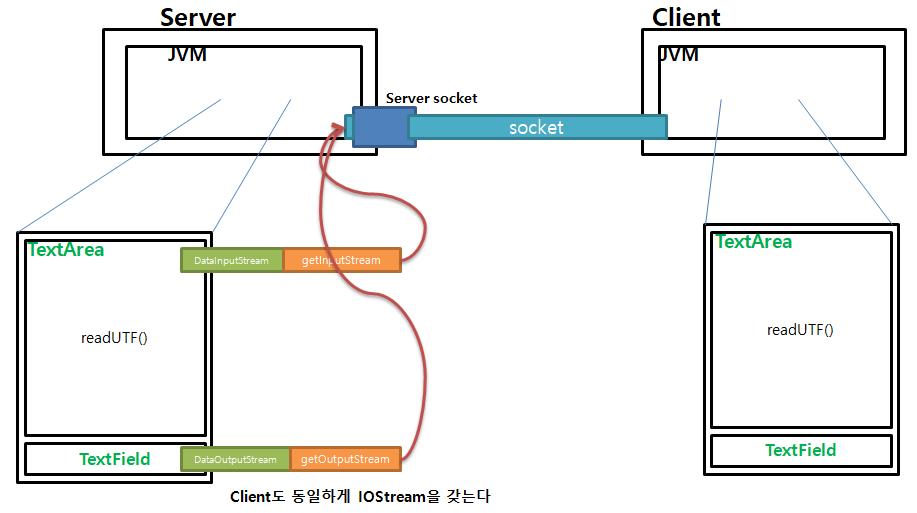 Server
Client
JVM
JVM
Server socket
socket
TextArea
DataInputStream
getInputStream
readUTF()
TextField
DataOutputStream
getOutputStream
TextArea
readUTF()
TextField
Client도 동일하게 IOStream을 갖는다